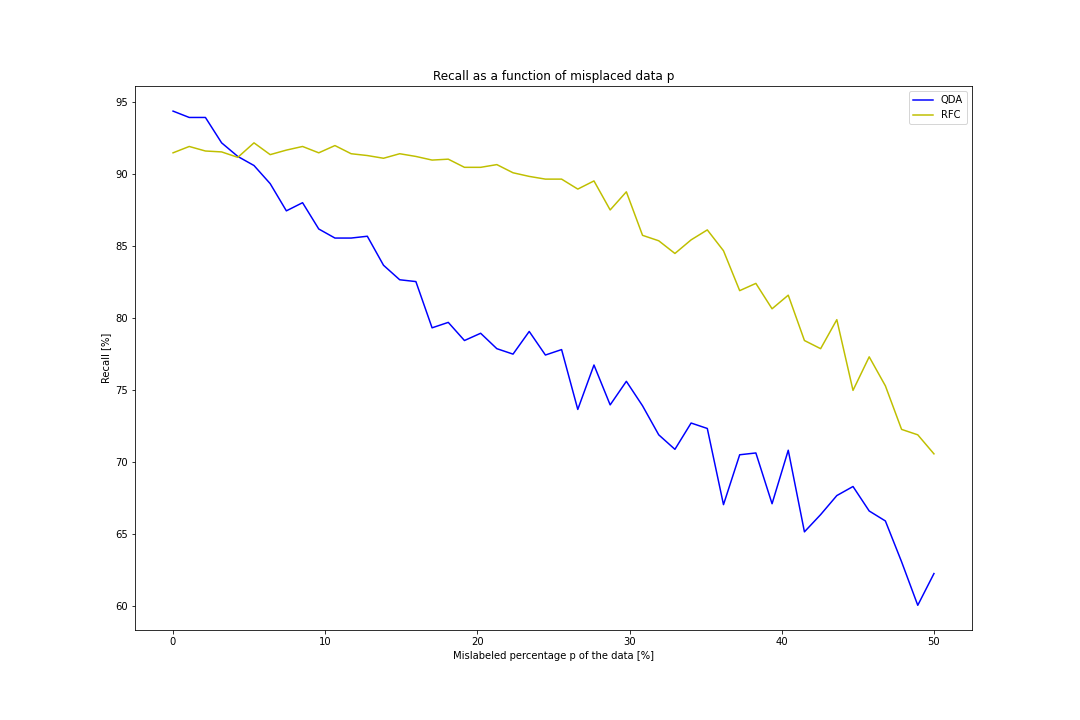 Recall as a function of misplaced data p
QDA
RFC
95
90
85
80
75
70
65
60
Recall [%]
0 10 20 30 40 50
Mislabeled percentage p of the data [%]